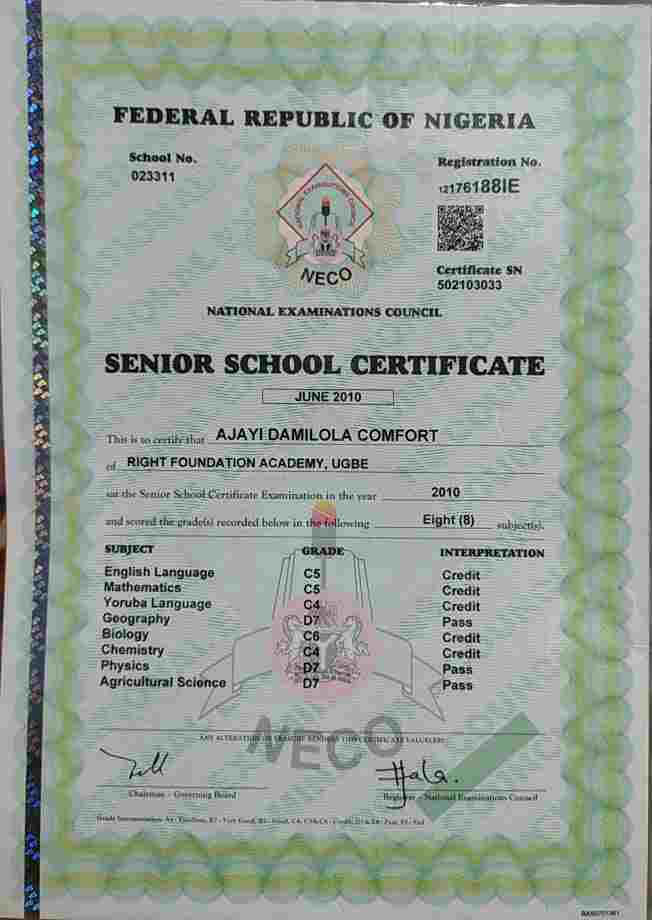 FEDERAL REPUBLIC OF NIGERIA
School No.
023311
Registration No.
12176188IE
NATIONAL EXAMINATIONS COUNCIL
NECO
Certificate SN
502103033
NATIONAL EXAMINATIONS COUNCIL
SENIOR SCHOOL CERTIFICATE
JUNE 2010
This is to certify that AJAYI DAMILOLA COMFORT
of RIGHT FOUNDATION ACADEMY, UGBE
sat the Senior School Certificate Examination in the year 2010
and scored the grade(s) recorded below in the following Eight (8) subject(s).
SUBJECT GRADE INTERPRETATION
English Language C5 Credit
Mathematics C5 Credit
Yoruba Language C4 Credit
Geography D7 Pass
Biology C6 Credit
Chemistry C4 Credit
Physics D7 Pass
Agricultural Science D7 Pass
NECO
ANY ALTERATION OR ERASURE RENDERS THIS CERTIFICATE VALUELESS
Chairman - Governing Board
Registrar - National Examinations Council
Grade Interpretation: A1 - Excellent, B2 - Very Good, B3 - Good, C4, C5 & C6 - Credit, D7 & E8 - Pass, F9 - Fail